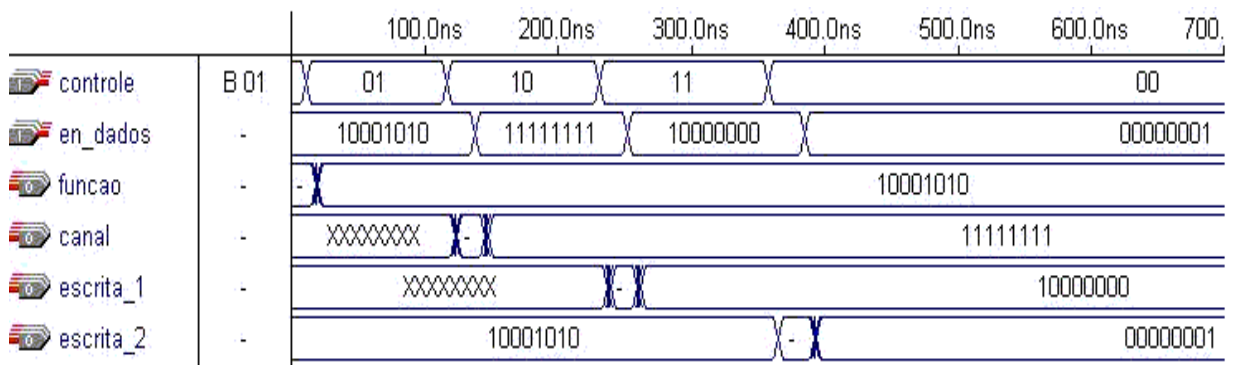 100.0ns 200.0ns 300.0ns 400.0ns 500.0ns 600.0ns 700.
controle B 01 01 10 11 00
en_dados - 10001010 11111111 10000000 00000001
funcao - - 10001010
canal - XXXXXXXX - 11111111
escrita_1 - XXXXXXXX - 10000000
escrita_2 - 10001010 - 00000001